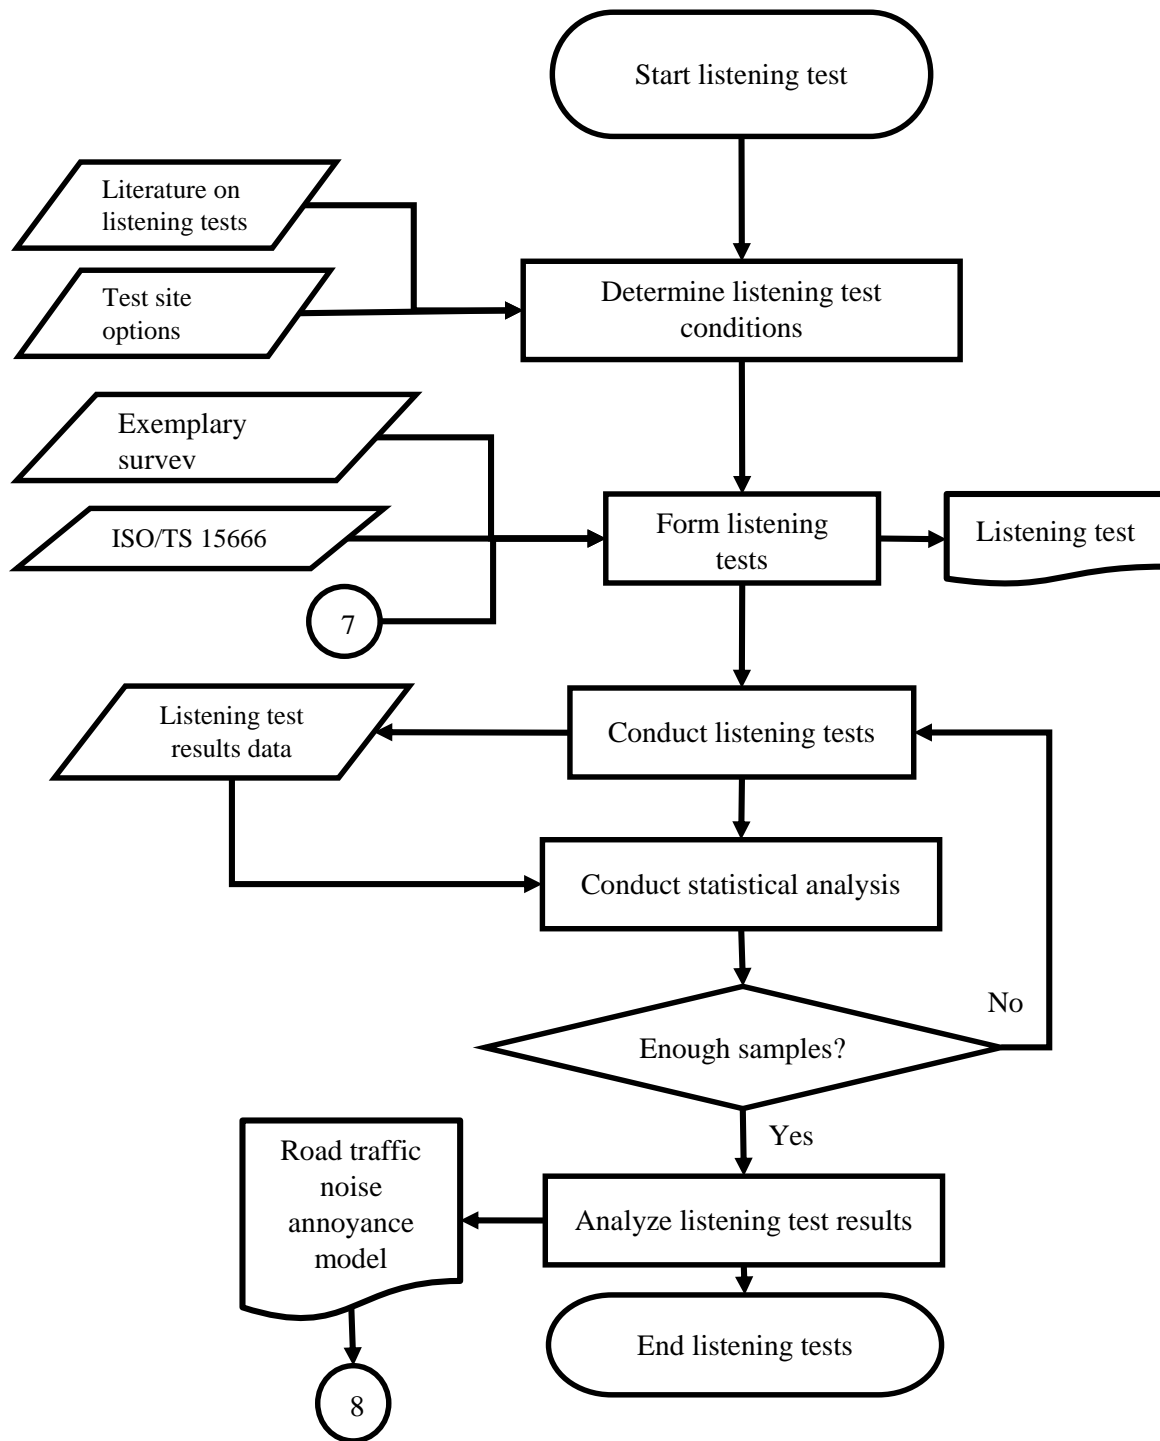 Start listening test
Literature on
listening tests
Test site
options
Determine listening test
conditions
Exemplary
survev
ISO/TS 15666
7
Form listening
tests
Listening test
Listening test
results data
Conduct listening tests
Conduct statistical analysis
Enough samples?
No
Yes
Road traffic
noise
annoyance
model
Analyze listening test results
End listening tests
8